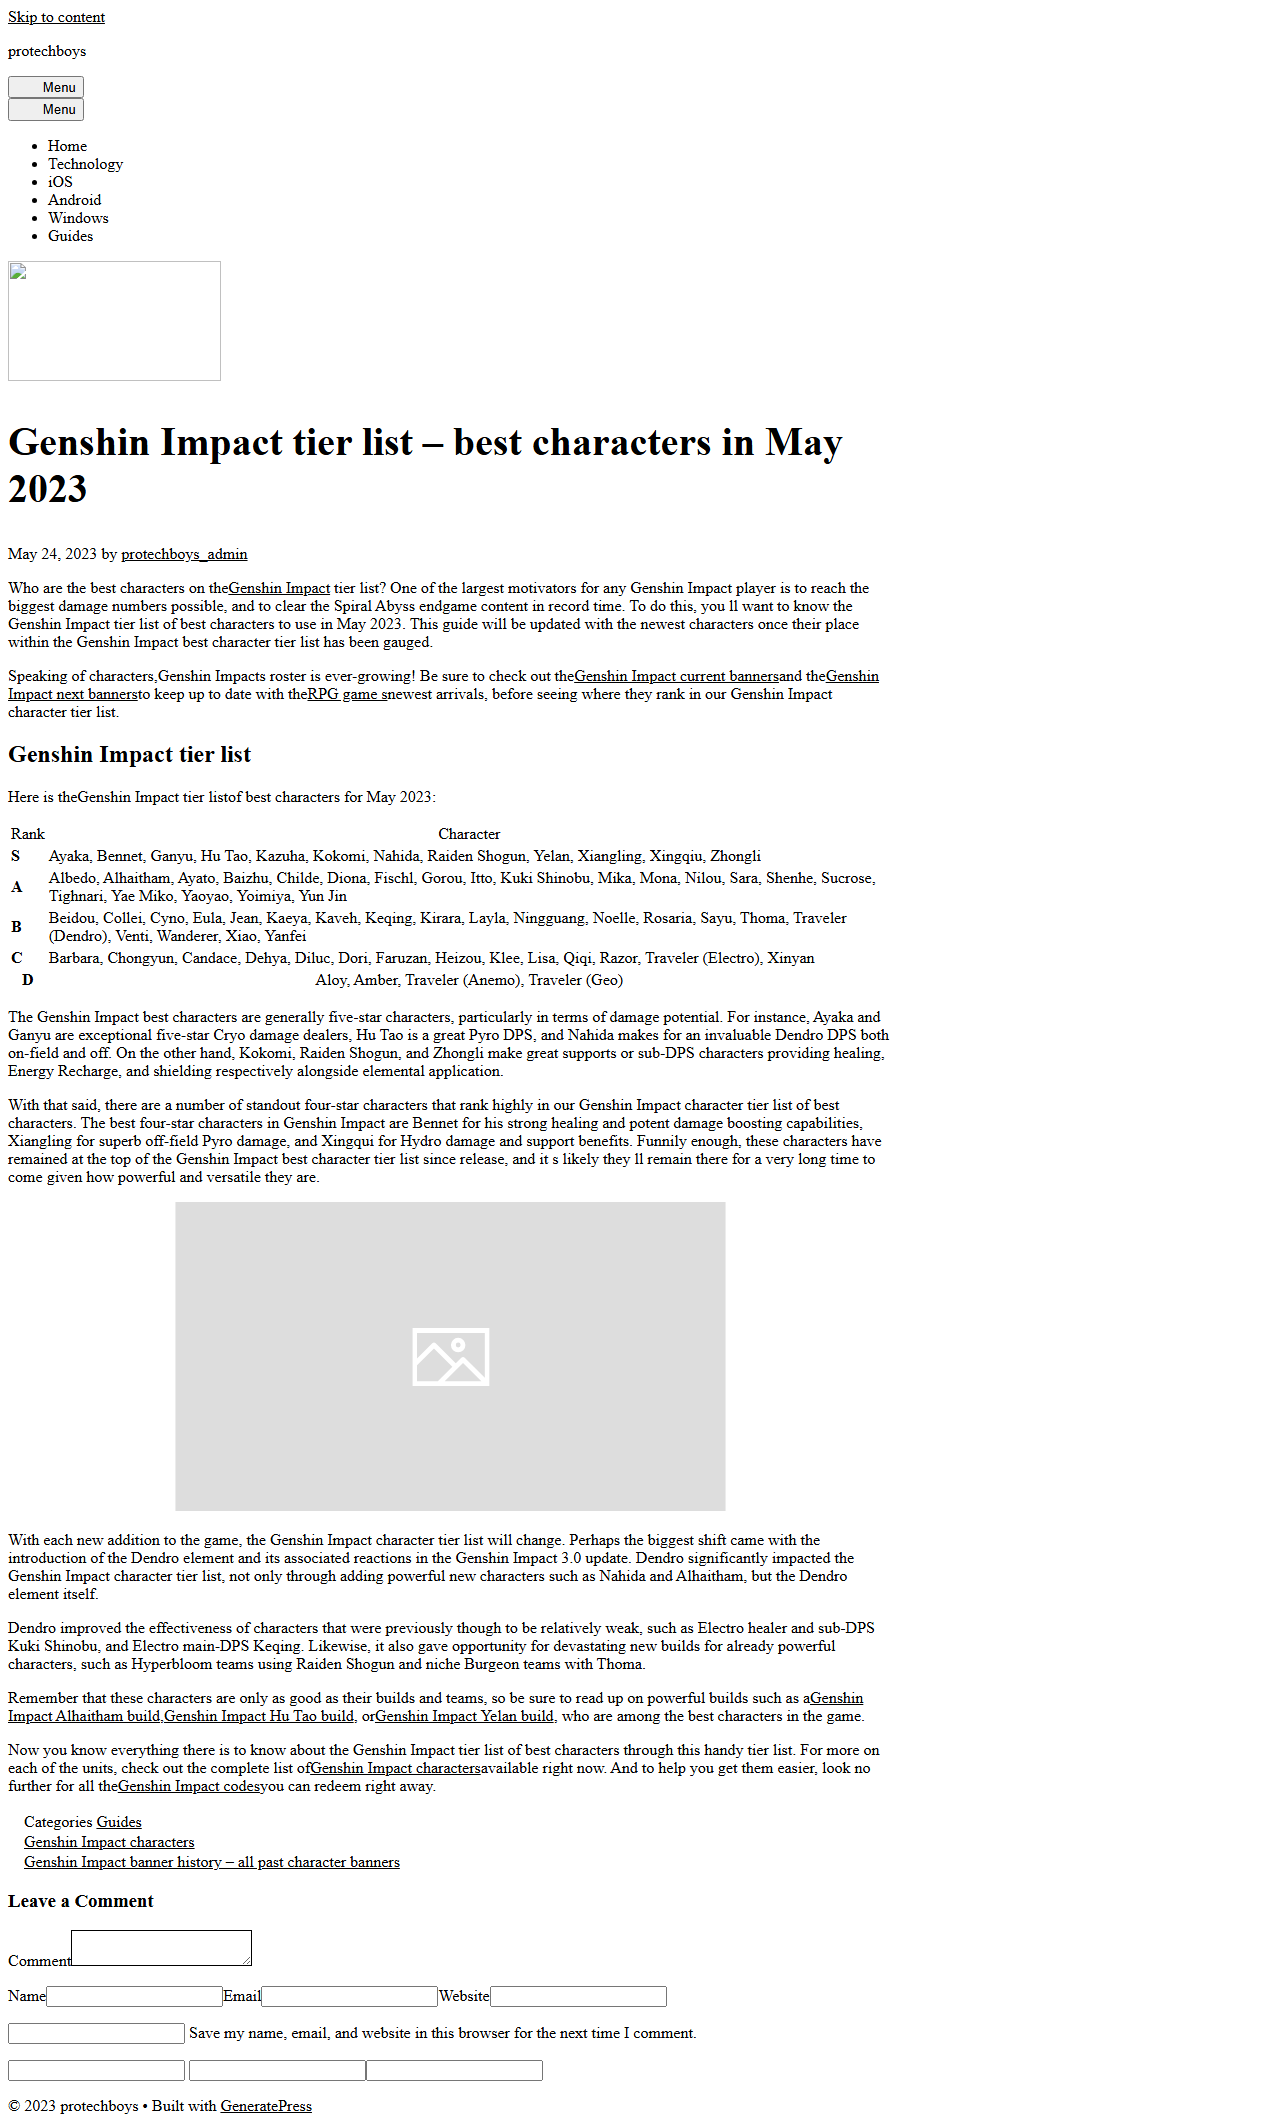 Skip to content
protechboys
Menu
Menu
Home
Technology
iOS
Android
Windows
Guides
Genshin Impact tier list – best characters in May
2023
May 24, 2023 by protechboys_admin
Who are the best characters on theGenshin Impact tier list? One of the largest motivators for any Genshin Impact player is to reach the
biggest damage numbers possible, and to clear the Spiral Abyss endgame content in record time. To do this, you ll want to know the
Genshin Impact tier list of best characters to use in May 2023. This guide will be updated with the newest characters once their place
within the Genshin Impact best character tier list has been gauged.
Speaking of characters,Genshin Impacts roster is ever-growing! Be sure to check out theGenshin Impact current bannersand theGenshin
Impact next bannersto keep up to date with theRPG game snewest arrivals, before seeing where they rank in our Genshin Impact
character tier list.
Genshin Impact tier list
Here is theGenshin Impact tier listof best characters for May 2023:
Rank Character
S Ayaka, Bennet, Ganyu, Hu Tao, Kazuha, Kokomi, Nahida, Raiden Shogun, Yelan, Xiangling, Xingqiu, Zhongli
A Albedo, Alhaitham, Ayato, Baizhu, Childe, Diona, Fischl, Gorou, Itto, Kuki Shinobu, Mika, Mona, Nilou, Sara, Shenhe, Sucrose,
Tighnari, Yae Miko, Yaoyao, Yoimiya, Yun Jin
B Beidou, Collei, Cyno, Eula, Jean, Kaeya, Kaveh, Keqing, Kirara, Layla, Ningguang, Noelle, Rosaria, Sayu, Thoma, Traveler
(Dendro), Venti, Wanderer, Xiao, Yanfei
C Barbara, Chongyun, Candace, Dehya, Diluc, Dori, Faruzan, Heizou, Klee, Lisa, Qiqi, Razor, Traveler (Electro), Xinyan
D Aloy, Amber, Traveler (Anemo), Traveler (Geo)
The Genshin Impact best characters are generally five-star characters, particularly in terms of damage potential. For instance, Ayaka and
Ganyu are exceptional five-star Cryo damage dealers, Hu Tao is a great Pyro DPS, and Nahida makes for an invaluable Dendro DPS both
on-field and off. On the other hand, Kokomi, Raiden Shogun, and Zhongli make great supports or sub-DPS characters providing healing,
Energy Recharge, and shielding respectively alongside elemental application.
With that said, there are a number of standout four-star characters that rank highly in our Genshin Impact character tier list of best
characters. The best four-star characters in Genshin Impact are Bennet for his strong healing and potent damage boosting capabilities,
Xiangling for superb off-field Pyro damage, and Xingqui for Hydro damage and support benefits. Funnily enough, these characters have
remained at the top of the Genshin Impact best character tier list since release, and it s likely they ll remain there for a very long time to
come given how powerful and versatile they are.
With each new addition to the game, the Genshin Impact character tier list will change. Perhaps the biggest shift came with the
introduction of the Dendro element and its associated reactions in the Genshin Impact 3.0 update. Dendro significantly impacted the
Genshin Impact character tier list, not only through adding powerful new characters such as Nahida and Alhaitham, but the Dendro
element itself.
Dendro improved the effectiveness of characters that were previously though to be relatively weak, such as Electro healer and sub-DPS
Kuki Shinobu, and Electro main-DPS Keqing. Likewise, it also gave opportunity for devastating new builds for already powerful
characters, such as Hyperbloom teams using Raiden Shogun and niche Burgeon teams with Thoma.
Remember that these characters are only as good as their builds and teams, so be sure to read up on powerful builds such as aGenshin
Impact Alhaitham build,Genshin Impact Hu Tao build, orGenshin Impact Yelan build, who are among the best characters in the game.
Now you know everything there is to know about the Genshin Impact tier list of best characters through this handy tier list. For more on
each of the units, check out the complete list ofGenshin Impact charactersavailable right now. And to help you get them easier, look no
further for all theGenshin Impact codesyou can redeem right away.
Categories Guides
Genshin Impact characters
Genshin Impact banner history – all past character banners
Leave a Comment
Comment
Name Email Website
Save my name, email, and website in this browser for the next time I comment.
© 2023 protechboys • Built with GeneratePress